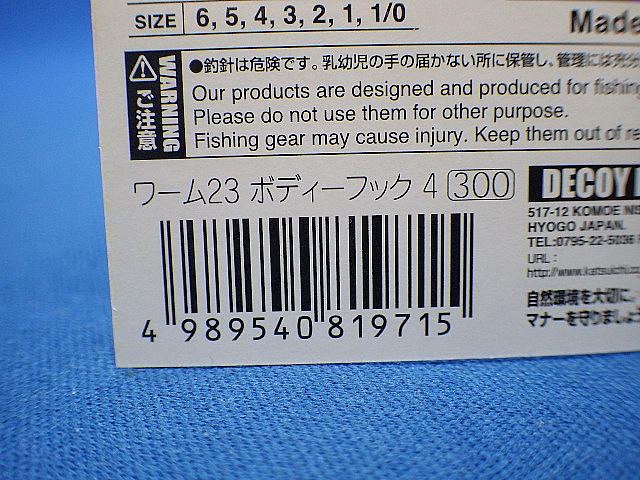 SIZE 6, 5, 4, 3, 2, 1, 1/0
Made
WARNING
ご注意
●釣針は危険です。乳幼児の手の届かない所に保管し、管理には充分
Our products are designed and produced for fishing
Please do not use them for other purpose.
Fishing gear may cause injury. Keep them out of re
ワーム23 ボディーフック 4 300
4 989540 819715
DECOY
517-12 KOMOE NIS
HYOGO JAPAN.
TEL:0795-22-5036
URL :
http://www.katsuichi.
自然環境を大切に、
マナーを守りましょう